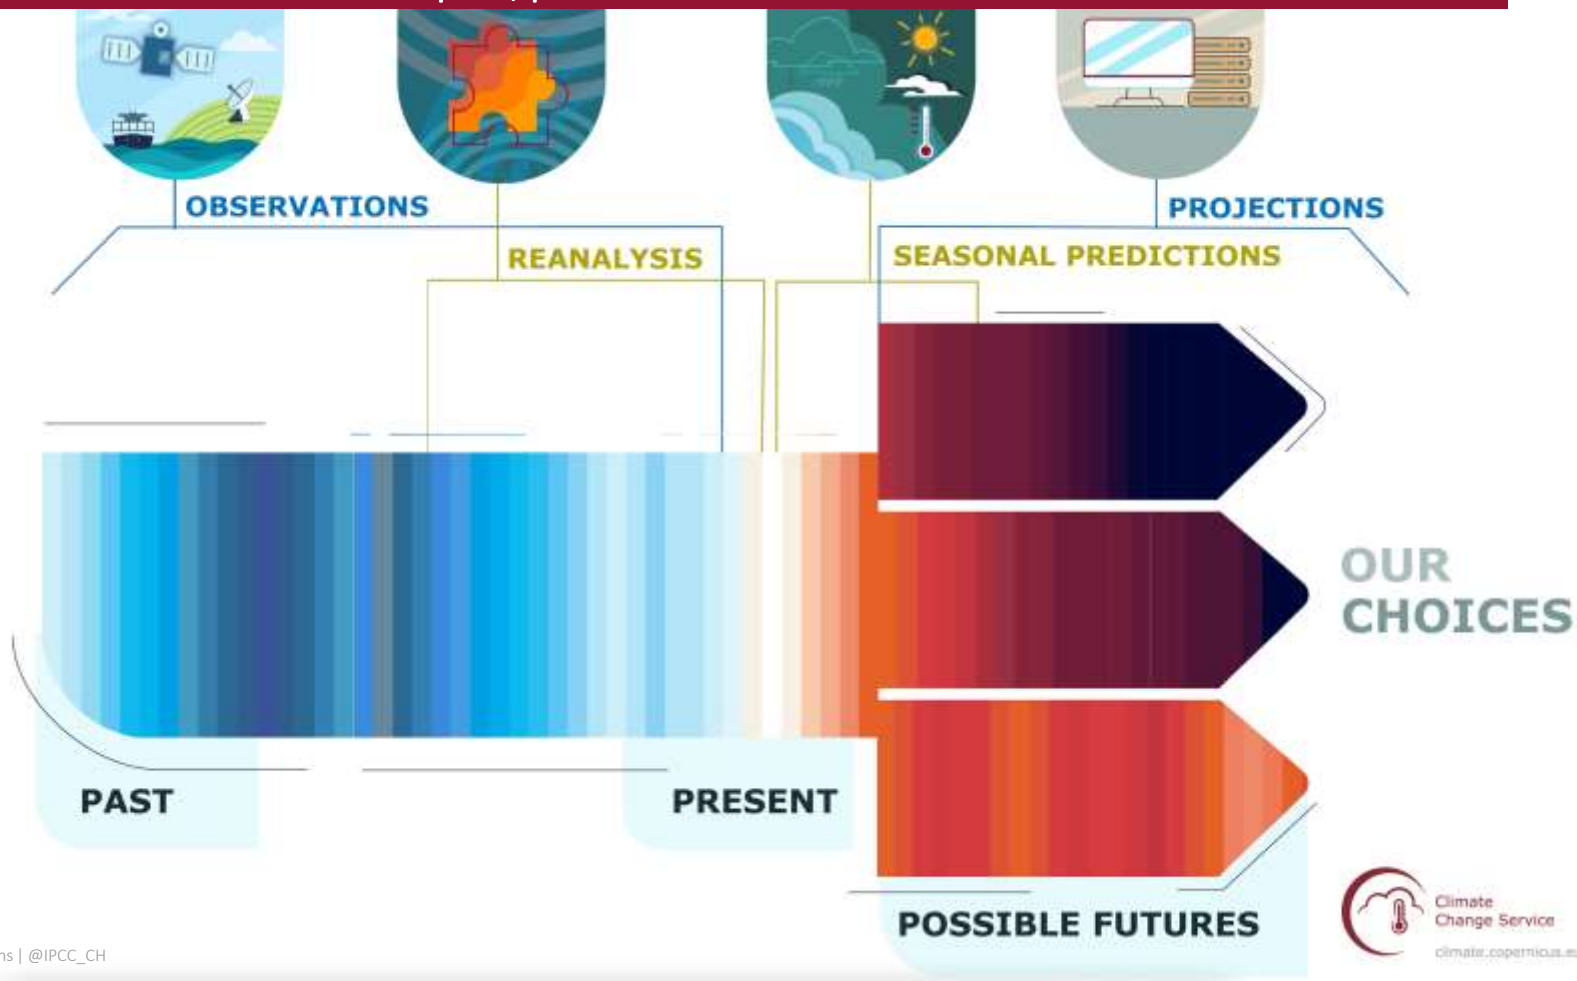 OBSERVATIONS
PROJECTIONS
REANALYSIS
SEASONAL PREDICTIONS
OUR
CHOICES
PAST
PRESENT
POSSIBLE FUTURES
Climate
Change Service
| @IPCC_CH